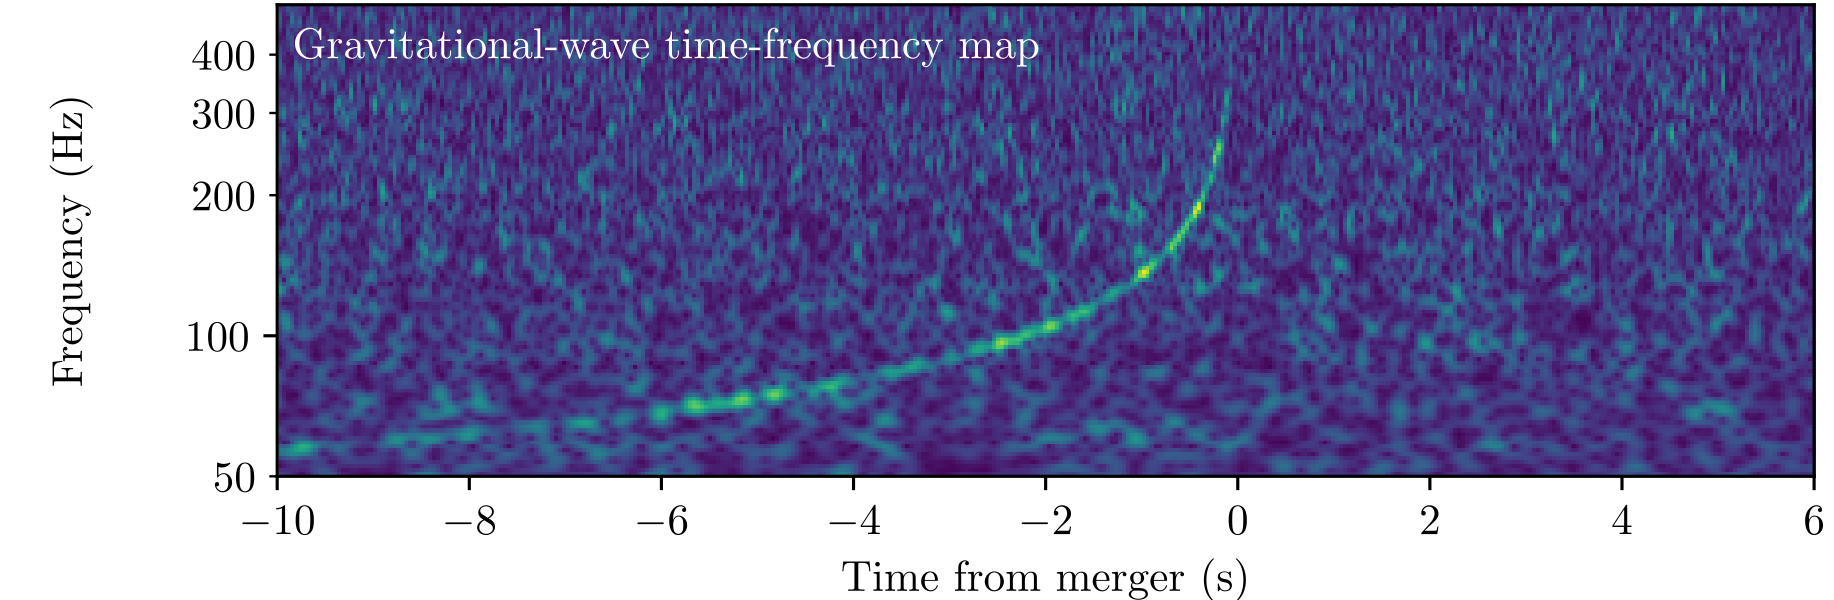 Gravitational-wave time-frequency map
Frequency (Hz)
400
300
200
100
50
−10 −8 −6 −4 −2 0 2 4 6
Time from merger (s)